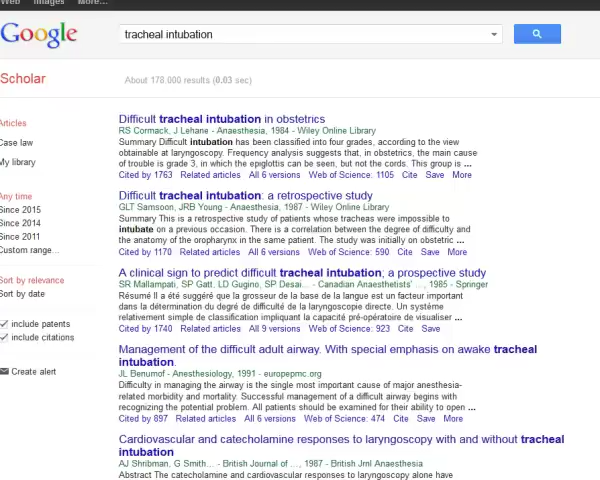 Web Images More...
Google
tracheal intubation
Scholar
About 178.000 results (0.03 sec)
Articles
Case law
My library
Any time
Since 2015
Since 2014
Since 2011
Custom range...
Sort by relevance
Sort by date
include patents
include citations
Create alert
Difficult tracheal intubation in obstetrics
RS Cormack, J Lehane - Anaesthesia, 1984 - Wiley Online Library
Summary Difficult intubation has been classified into four grades, according to the view
obtainable at laryngoscopy. Frequency analysis suggests that, in obstetrics, the main cause
of trouble is grade 3, in which the epiglottis can be seen, but not the cords. This group is ...
Cited by 1763 Related articles All 6 versions Web of Science: 1105 Cite Save More
Difficult tracheal intubation: a retrospective study
GLT Samsoon, JRB Young - Anaesthesia, 1987 - Wiley Online Library
Summary This is a retrospective study of patients whose tracheas were impossible to
intubate on a previous occasion. There is a correlation between the degree of difficulty and
the anatomy of the oropharynx in the same patient. The study was initially on obstetric ...
Cited by 1170 Related articles All 6 versions Web of Science: 590 Cite Save More
A clinical sign to predict difficult tracheal intubation; a prospective study
SR Mallampati, SP Gatt, LD Gugino, SP Desai... - Canadian Anaesthetists' ..., 1985 - Springer
Résumé Il a été suggéré que la grosseur de la base de la langue est un facteur important
dans la détermination du degré de difficulté de la laryngoscopie directe. Un système
relativement simple de classification impliquant la capacité pré-opératoire de visualiser ...
Cited by 1740 Related articles All 9 versions Web of Science: 923 Cite Save
Management of the difficult adult airway. With special emphasis on awake tracheal
intubation.
JL Benumof - Anesthesiology, 1991 - europepmc.org
Difficulty in managing the airway is the single most important cause of major anesthesia-
related morbidity and mortality. Successful management of a difficult airway begins with
recognizing the potential problem. All patients should be examined for their ability to open ...
Cited by 897 Related articles All 6 versions Web of Science: 474 Cite Save More
Cardiovascular and catecholamine responses to laryngoscopy with and without tracheal
intubation
AJ Shribman, G Smith... - British Journal of ..., 1987 - British Jrnl Anaesthesia
Abstract The catecholamine and cardiovascular responses to laryngoscopy alone have